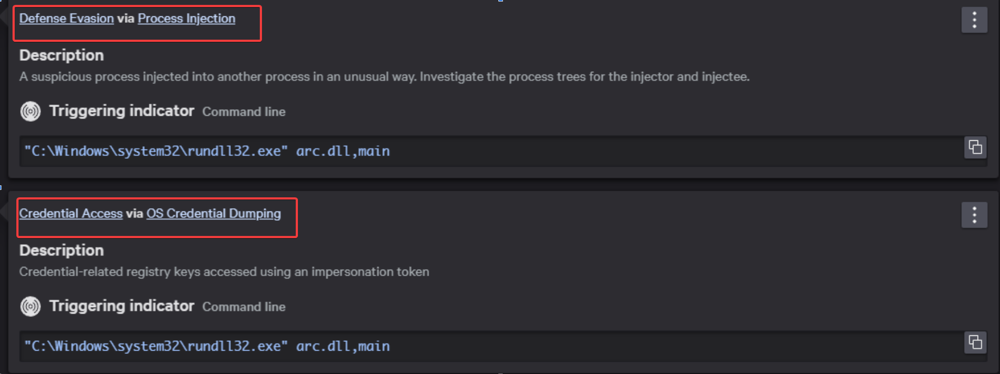 Defense Evasion via Process Injection
Description
A suspicious process injected into another process in an unusual way. Investigate the process trees for the injector and injectee.
Triggering indicator Command line
"C:\Windows\system32\rundll32.exe" arc.dll,main
Credential Access via OS Credential Dumping
Description
Credential-related registry keys accessed using an impersonation token
Triggering indicator Command line
"C:\Windows\system32\rundll32.exe" arc.dll,main